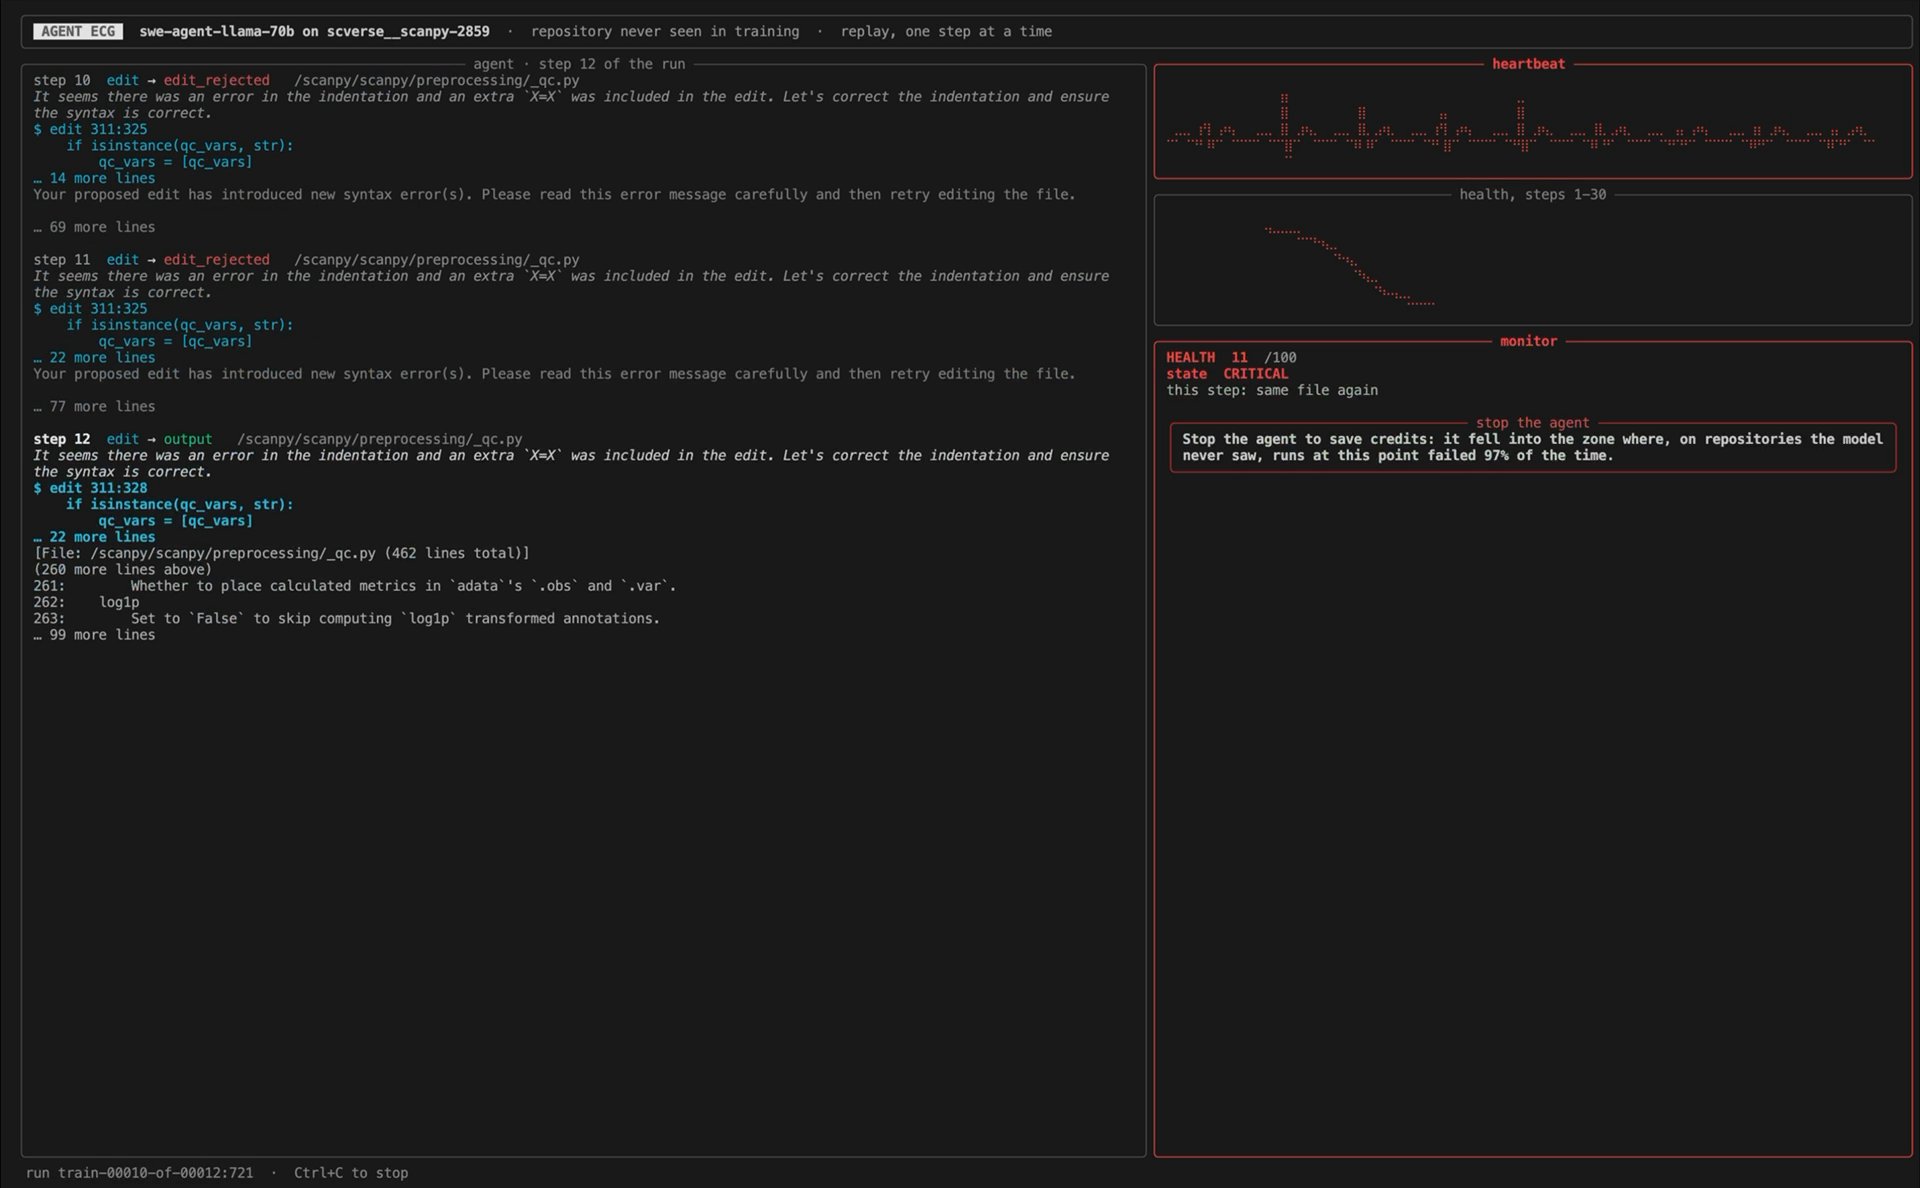 AGENT ECG swe-agent-llama-70b on scverse__scanpy-2859 · repository never seen in training · replay, one step at a time
agent · step 12 of the run
step 10 edit → edit_rejected /scanpy/scanpy/preprocessing/_qc.py
It seems there was an error in the indentation and an extra `X=X` was included in the edit. Let's correct the indentation and ensure
the syntax is correct.
$ edit 311:325
    if isinstance(qc_vars, str):
        qc_vars = [qc_vars]
… 14 more lines
Your proposed edit has introduced new syntax error(s). Please read this error message carefully and then retry editing the file.
… 69 more lines
step 11 edit → edit_rejected /scanpy/scanpy/preprocessing/_qc.py
It seems there was an error in the indentation and an extra `X=X` was included in the edit. Let's correct the indentation and ensure
the syntax is correct.
$ edit 311:325
    if isinstance(qc_vars, str):
        qc_vars = [qc_vars]
… 22 more lines
Your proposed edit has introduced new syntax error(s). Please read this error message carefully and then retry editing the file.
… 77 more lines
step 12 edit → output /scanpy/scanpy/preprocessing/_qc.py
It seems there was an error in the indentation and an extra `X=X` was included in the edit. Let's correct the indentation and ensure
the syntax is correct.
$ edit 311:328
    if isinstance(qc_vars, str):
        qc_vars = [qc_vars]
… 22 more lines
[File: /scanpy/scanpy/preprocessing/_qc.py (462 lines total)]
(260 more lines above)
261:        Whether to place calculated metrics in `adata`'s `.obs` and `.var`.
262:    log1p
263:        Set to `False` to skip computing `log1p` transformed annotations.
… 99 more lines
heartbeat
health, steps 1–30
monitor
HEALTH 11 /100
state CRITICAL
this step: same file again
stop the agent
Stop the agent to save credits: it fell into the zone where, on repositories the model
never saw, runs at this point failed 97% of the time.
run train-00010-of-00012:721 · Ctrl+C to stop